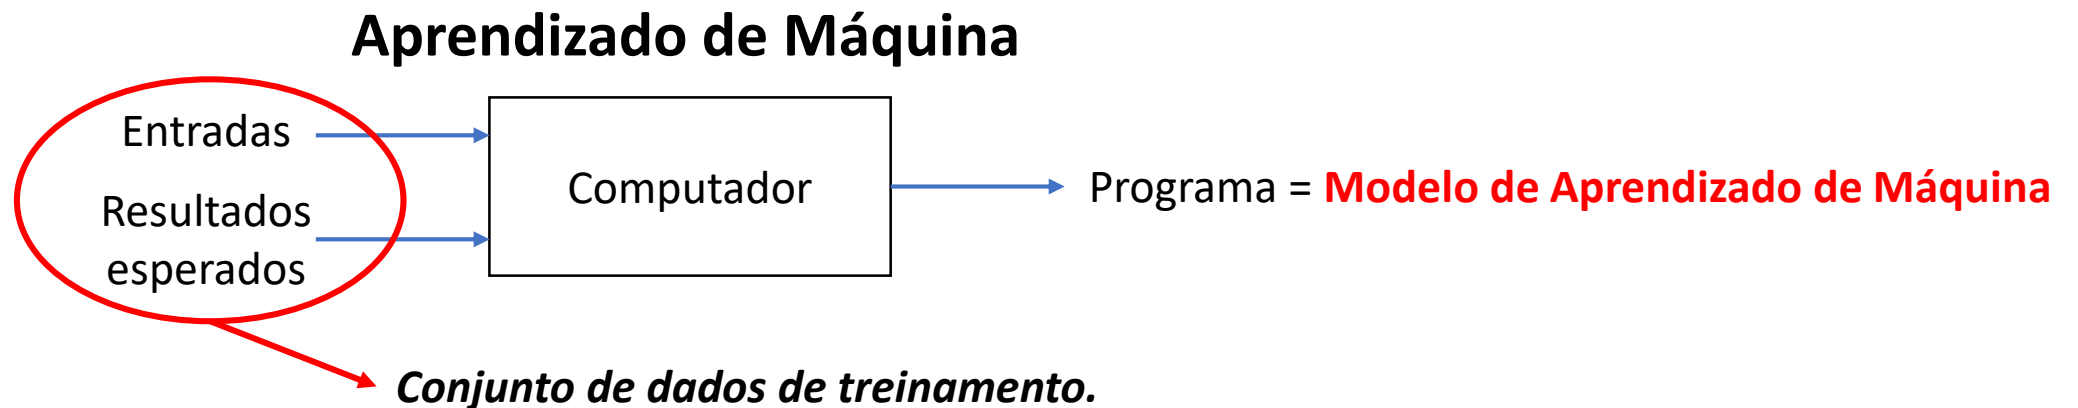 Aprendizado de Máquina
Entradas
Resultados
esperados
Computador
Programa = Modelo de Aprendizado de Máquina
Conjunto de dados de treinamento.